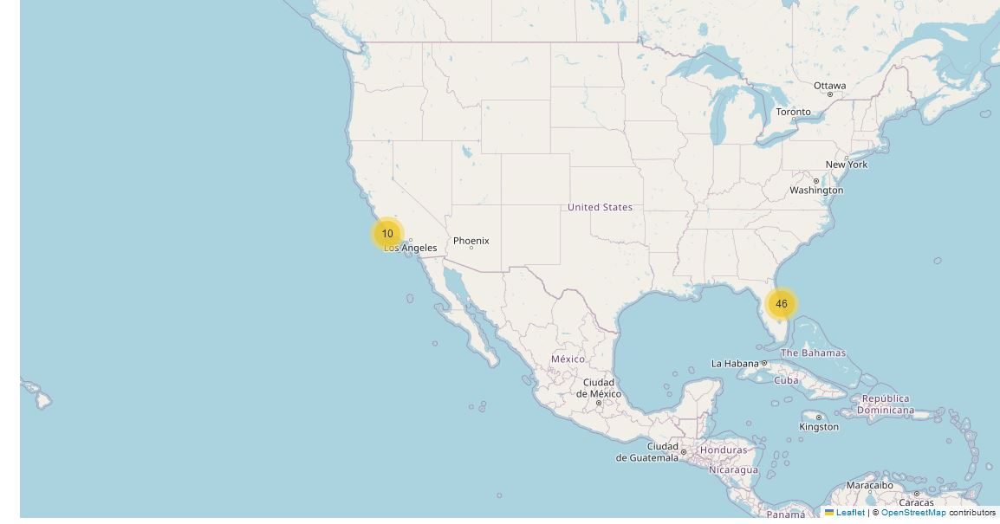 Ottawa
Toronto
New York
Washington
United States
10
Los Angeles
Phoenix
46
The Bahamas
México
La Habana
Cuba
Ciudad
de México
República
Dominicana
Kingston
Ciudad
de Guatemala
Honduras
Nicaragua
Maracaibo
Caracas
Panamá
Leaflet | © OpenStreetMap contributors